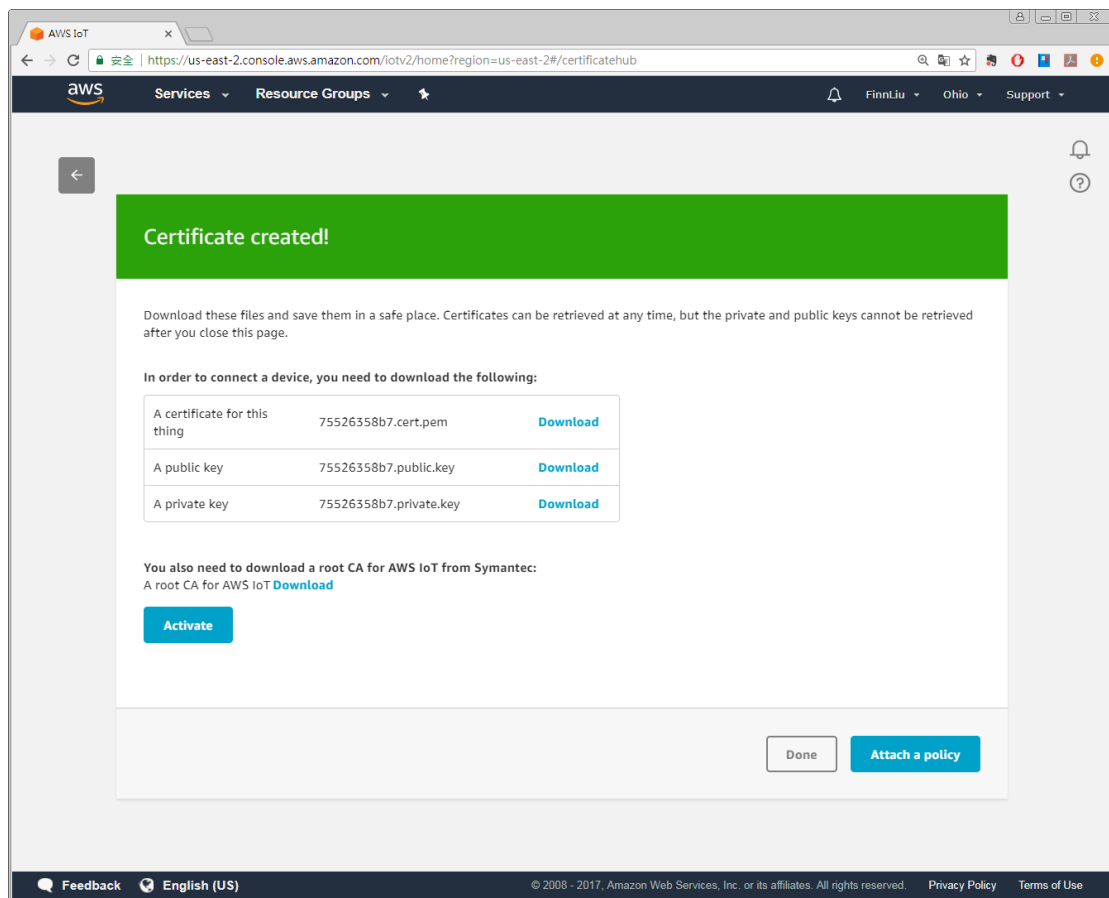 AWS IoT
安全 https://us-east-2.console.aws.amazon.com/iotv2/home?region=us-east-2#/certificatehub
aws Services Resource Groups FinnLiu Ohio Support
Certificate created!
Download these files and save them in a safe place. Certificates can be retrieved at any time, but the private and public keys cannot be retrieved
after you close this page.
In order to connect a device, you need to download the following:
A certificate for this
thing
75526358b7.cert.pem Download
A public key 75526358b7.public.key Download
A private key 75526358b7.private.key Download
You also need to download a root CA for AWS IoT from Symantec:
A root CA for AWS IoT Download
Activate
Done Attach a policy
Feedback English (US) © 2008 - 2017, Amazon Web Services, Inc. or its affiliates. All rights reserved. Privacy Policy Terms of Use